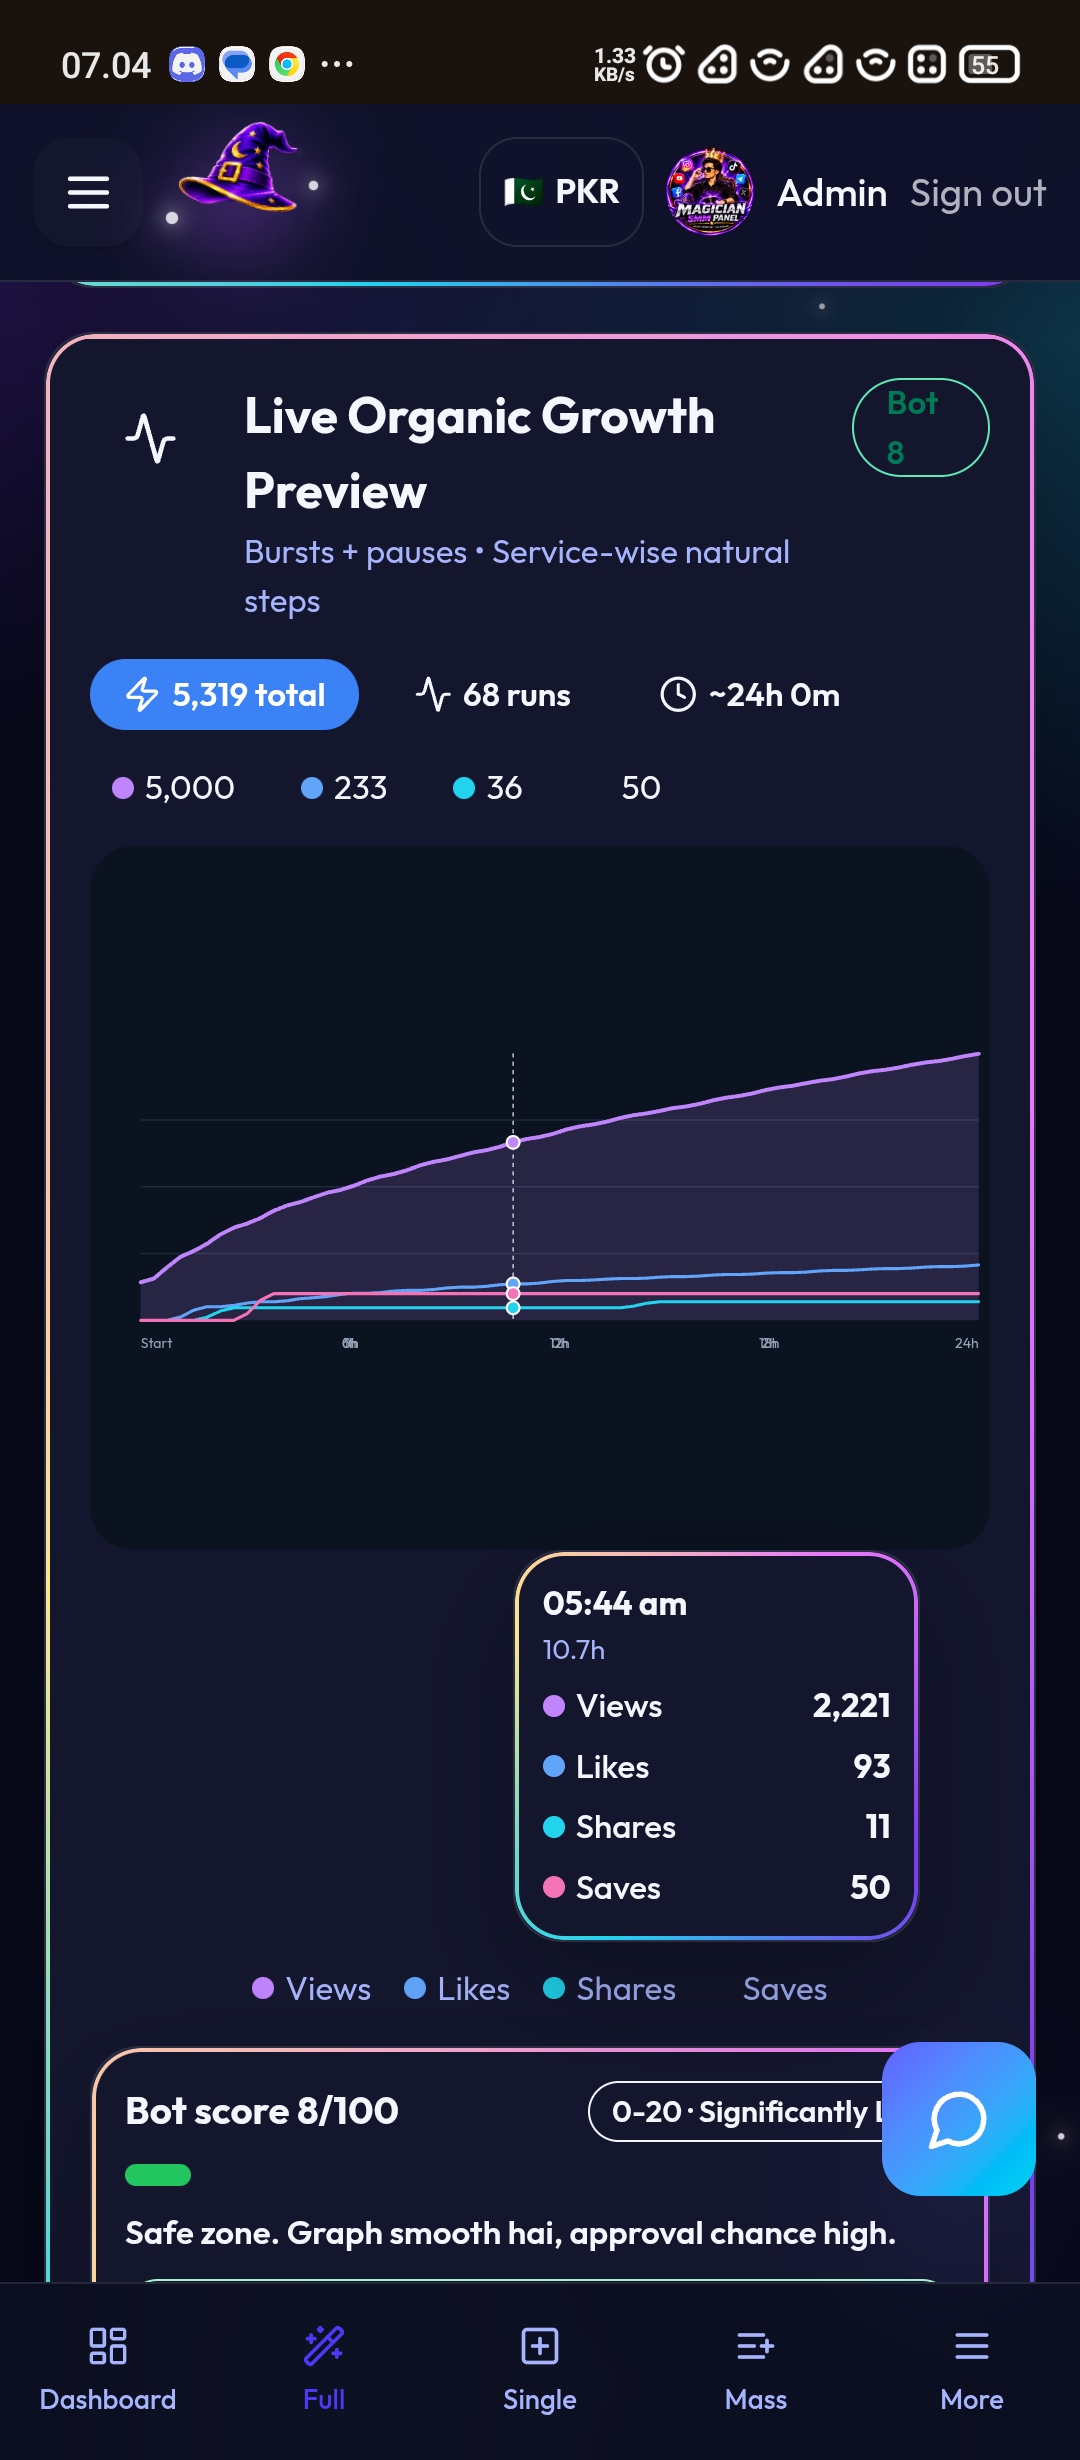 07.04
1.33
KB/s
55
PKR
MAGICIAN
SMM PANEL
Admin
Sign out
Live Organic Growth
Preview
Bot
8
Bursts + pauses • Service-wise natural
steps
5,319 total
68 runs
~24h 0m
5,000
233
36
50
Start
24h
05:44 am
10.7h
Views 2,221
Likes 93
Shares 11
Saves 50
Views
Likes
Shares
Saves
Bot score 8/100
0-20 · Significantly
Safe zone. Graph smooth hai, approval chance high.
Dashboard
Full
Single
Mass
More